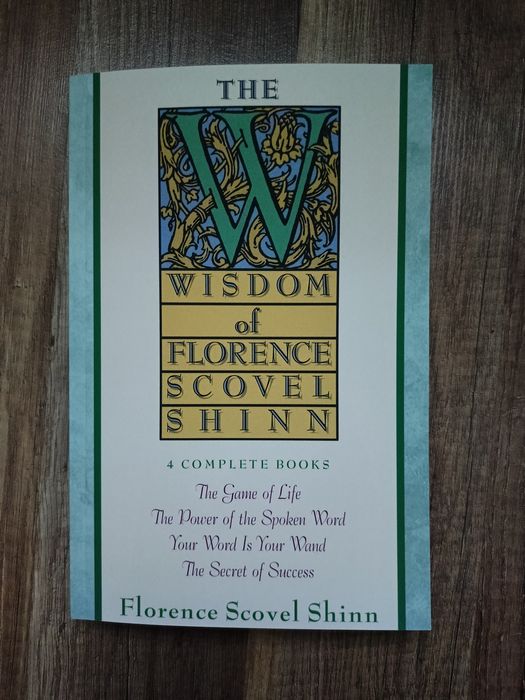 THE
W
WISDOM
of
FLORENCE
SCOVEL
SHINN
4 COMPLETE BOOKS
The Game of Life
The Power of the Spoken Word
Your Word Is Your Wand
The Secret of Success
Florence Scovel Shinn